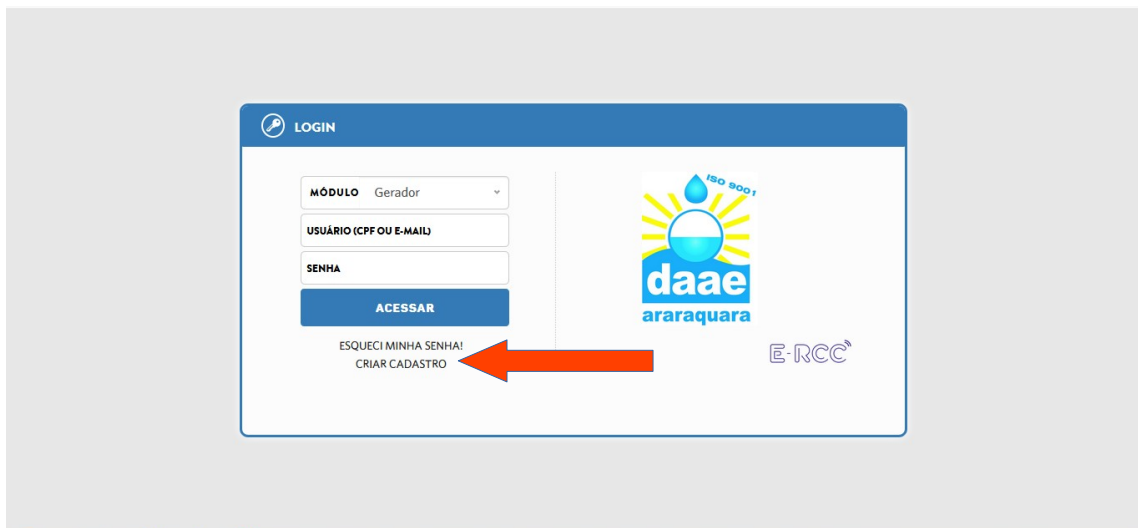 LOGIN
MÓDULO Gerador
USUÁRIO (CPF OU E-MAIL)
SENHA
ACESSAR
ESQUECI MINHA SENHA!
CRIAR CADASTRO
ISO 9001
daae
araraquara
E-RCC